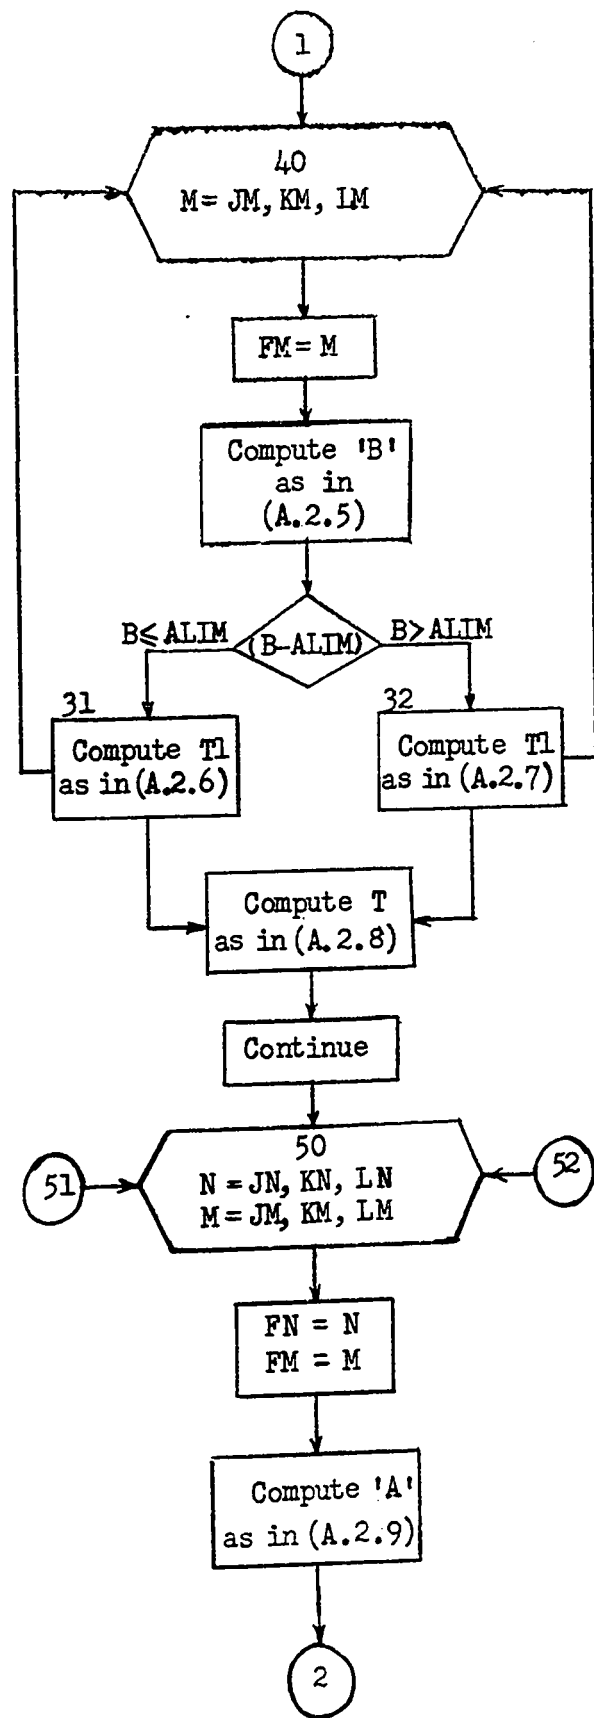 1
40
M= JM, KM, LM
FM= M
Compute 'B'
as in
(A.2.5)
B≤ ALIM
(B-ALIM)
B> ALIM
31
Compute T1
as in (A.2.6)
32
Compute T1
as in (A.2.7)
Compute T
as in (A.2.8)
Continue
51
50
N = JN, KN, LN
M = JM, KM, LM
52
FN = N
FM = M
Compute 'A'
as in (A.2.9)
2